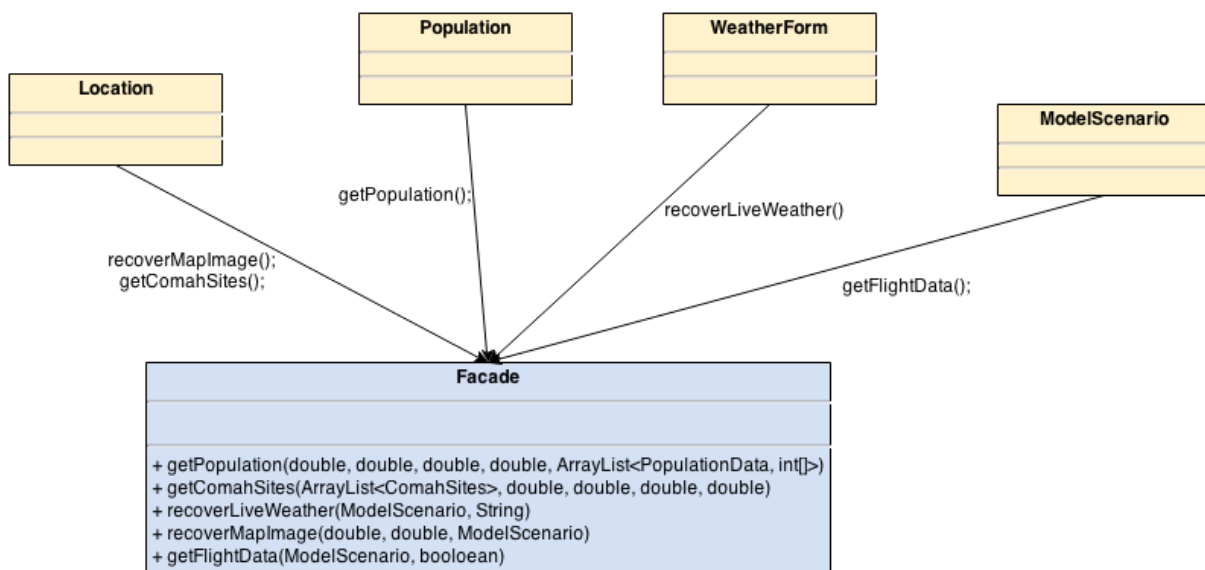 Population
WeatherForm
Location
ModelScenario
getPopulation();
recoverLiveWeather()
recoverMapImage();
getComahSites();
getFlightData();
Facade
+ getPopulation(double, double, double, double, ArrayList<PopulationData, int[]>)
+ getComahSites(ArrayList<ComahSites>, double, double, double, double)
+ recoverLiveWeather(ModelScenario, String)
+ recoverMapImage(double, double, ModelScenario)
+ getFlightData(ModelScenario, booloean)